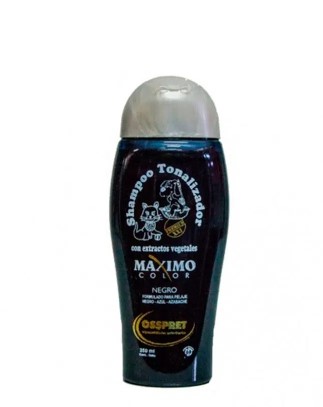 Shampoo Tonalizador
con extractos vegetales
MAXIMO
COLOR
NEGRO
FORMULADO PARA PELAJE
NEGRO - AZUL - AZABACHE
OSSPRET
250 ml